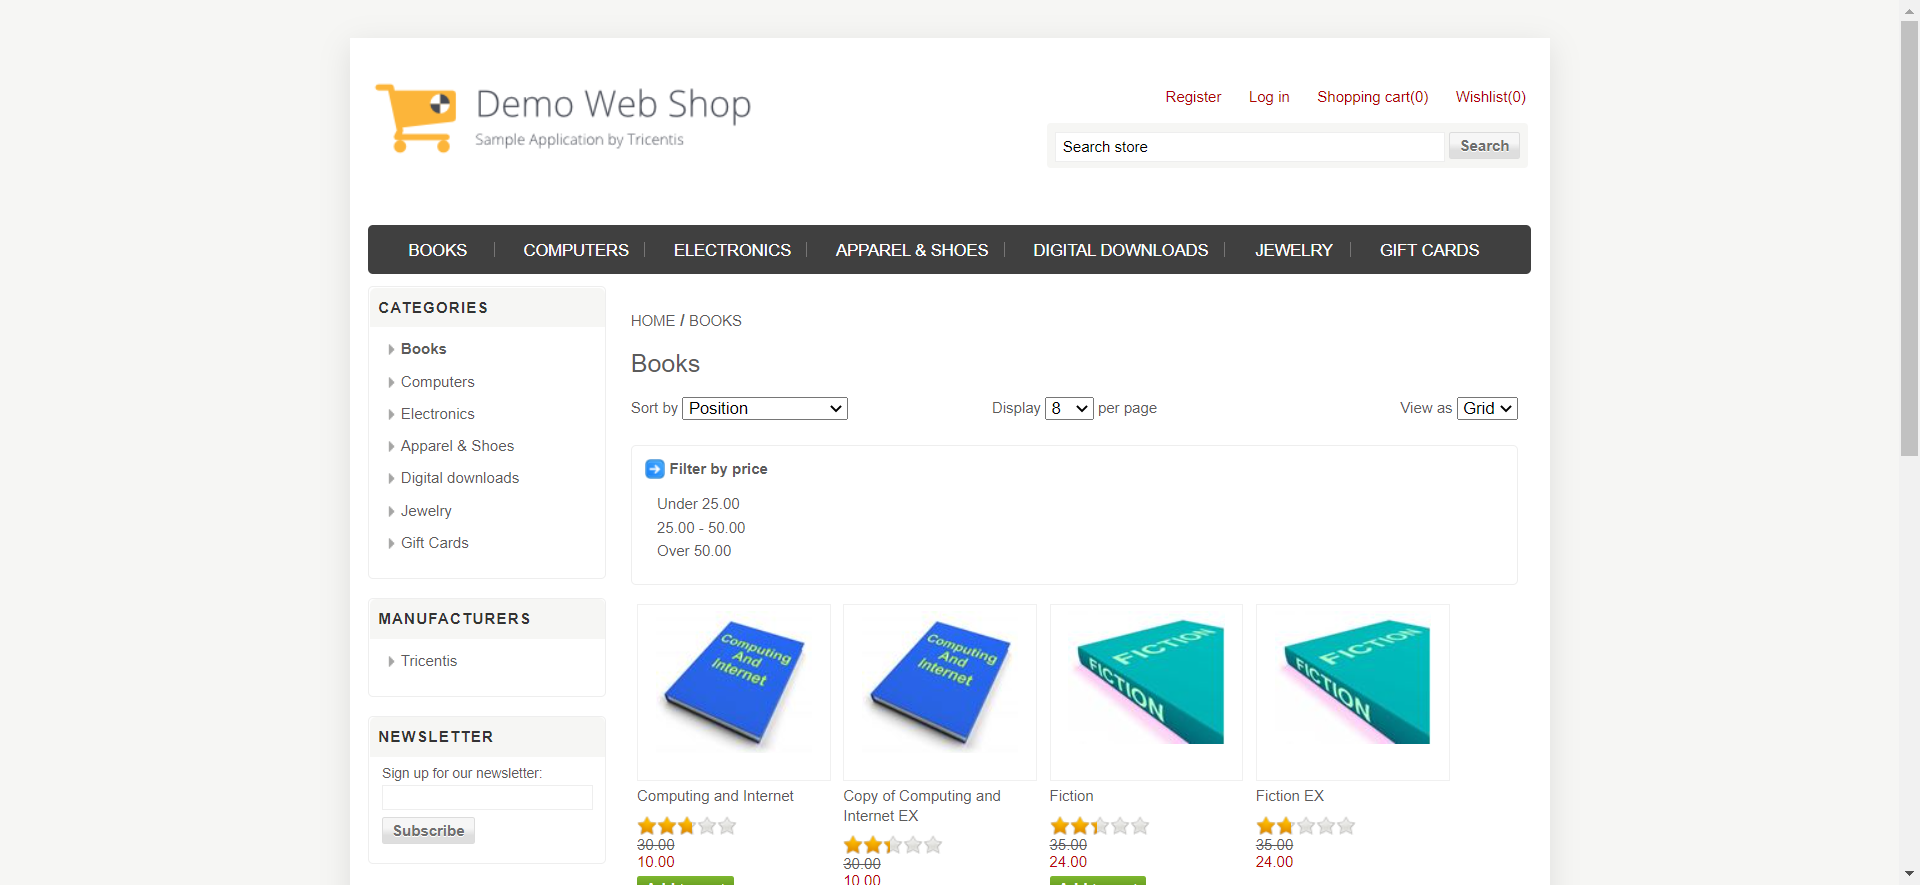 Demo Web Shop
Sample Application by Tricentis
Register Log in Shopping cart(0) Wishlist(0)
Search store Search
BOOKS COMPUTERS ELECTRONICS APPAREL & SHOES DIGITAL DOWNLOADS JEWELRY GIFT CARDS
CATEGORIES
Books
Computers
Electronics
Apparel & Shoes
Digital downloads
Jewelry
Gift Cards
MANUFACTURERS
Tricentis
NEWSLETTER
Sign up for our newsletter:
Subscribe
HOME / BOOKS
Books
Sort by Position Display 8 per page View as Grid
Filter by price
Under 25.00
25.00 - 50.00
Over 50.00
Computing
And
Internet
Computing and Internet
30.00
10.00
Computing
And
Internet
Copy of Computing and
Internet EX
30.00
10.00
FICTION
FICTION
Fiction
35.00
24.00
FICTION
FICTION
Fiction EX
35.00
24.00